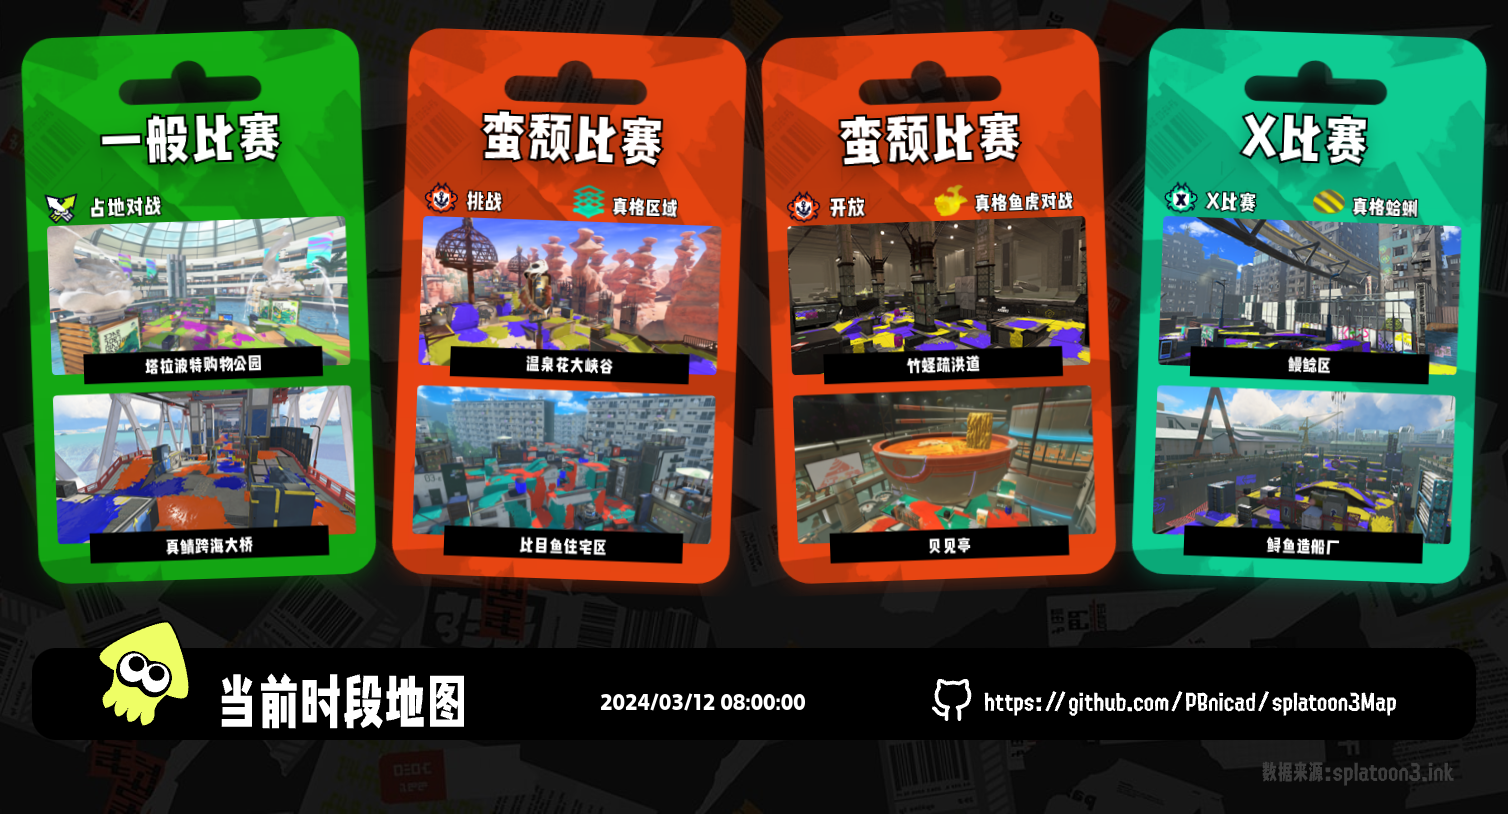 一般比赛
占地对战
塔拉波特购物公园
真鲭跨海大桥
蛮颓比赛
挑战
真格区域
温泉花大峡谷
比目鱼住宅区
蛮颓比赛
开放
真格鱼虎对战
竹蛏疏洪道
贝见亭
X比赛
X比赛
真格蛤蜊
鳗鲶区
鲟鱼造船厂
当前时段地图
2024/03/12 08:00:00
https://github.com/PBnicad/splatoon3Map
数据来源:splatoon3.ink